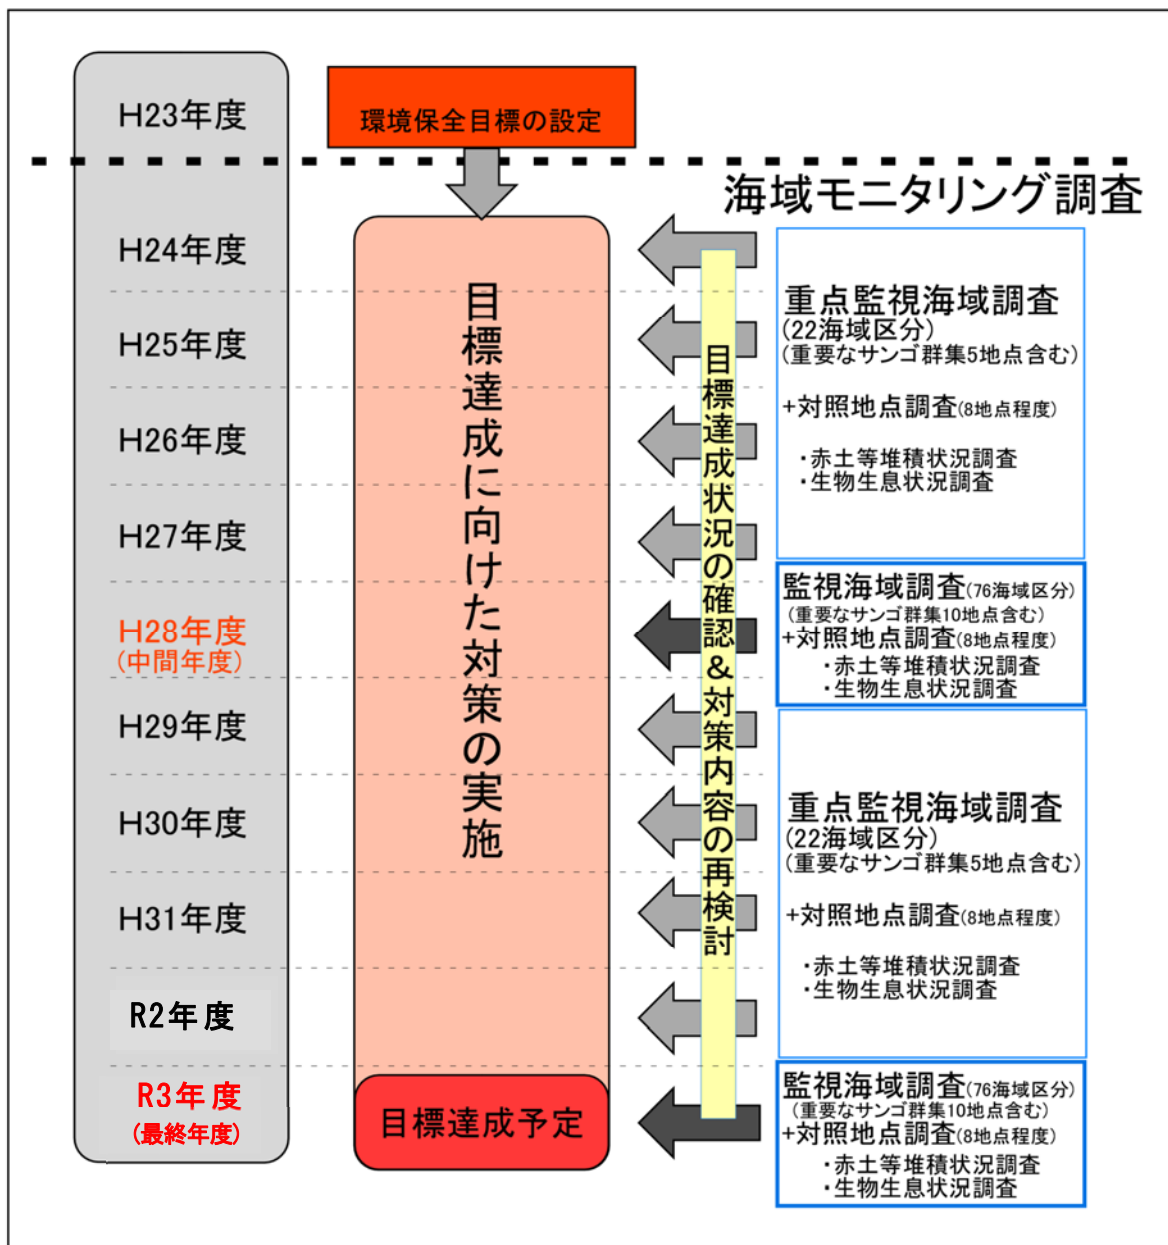 H23年度
環境保全目標の設定
海域モニタリング調査
H24年度
H25年度
H26年度
H27年度
H28年度
(中間年度)
H29年度
H30年度
H31年度
R2年度
R3年度
(最終年度)
目標達成に向けた対策の実施
目標達成予定
目標達成状況の確認&対策内容の再検討
重点監視海域調査
(22海域区分)
(重要なサンゴ群集5地点含む)
+対照地点調査(8地点程度)
・赤土等堆積状況調査
・生物生息状況調査
監視海域調査(76海域区分)
(重要なサンゴ群集10地点含む)
+対照地点調査(8地点程度)
・赤土等堆積状況調査
・生物生息状況調査
重点監視海域調査
(22海域区分)
(重要なサンゴ群集5地点含む)
+対照地点調査(8地点程度)
・赤土等堆積状況調査
・生物生息状況調査
監視海域調査(76海域区分)
(重要なサンゴ群集10地点含む)
+対照地点調査(8地点程度)
・赤土等堆積状況調査
・生物生息状況調査